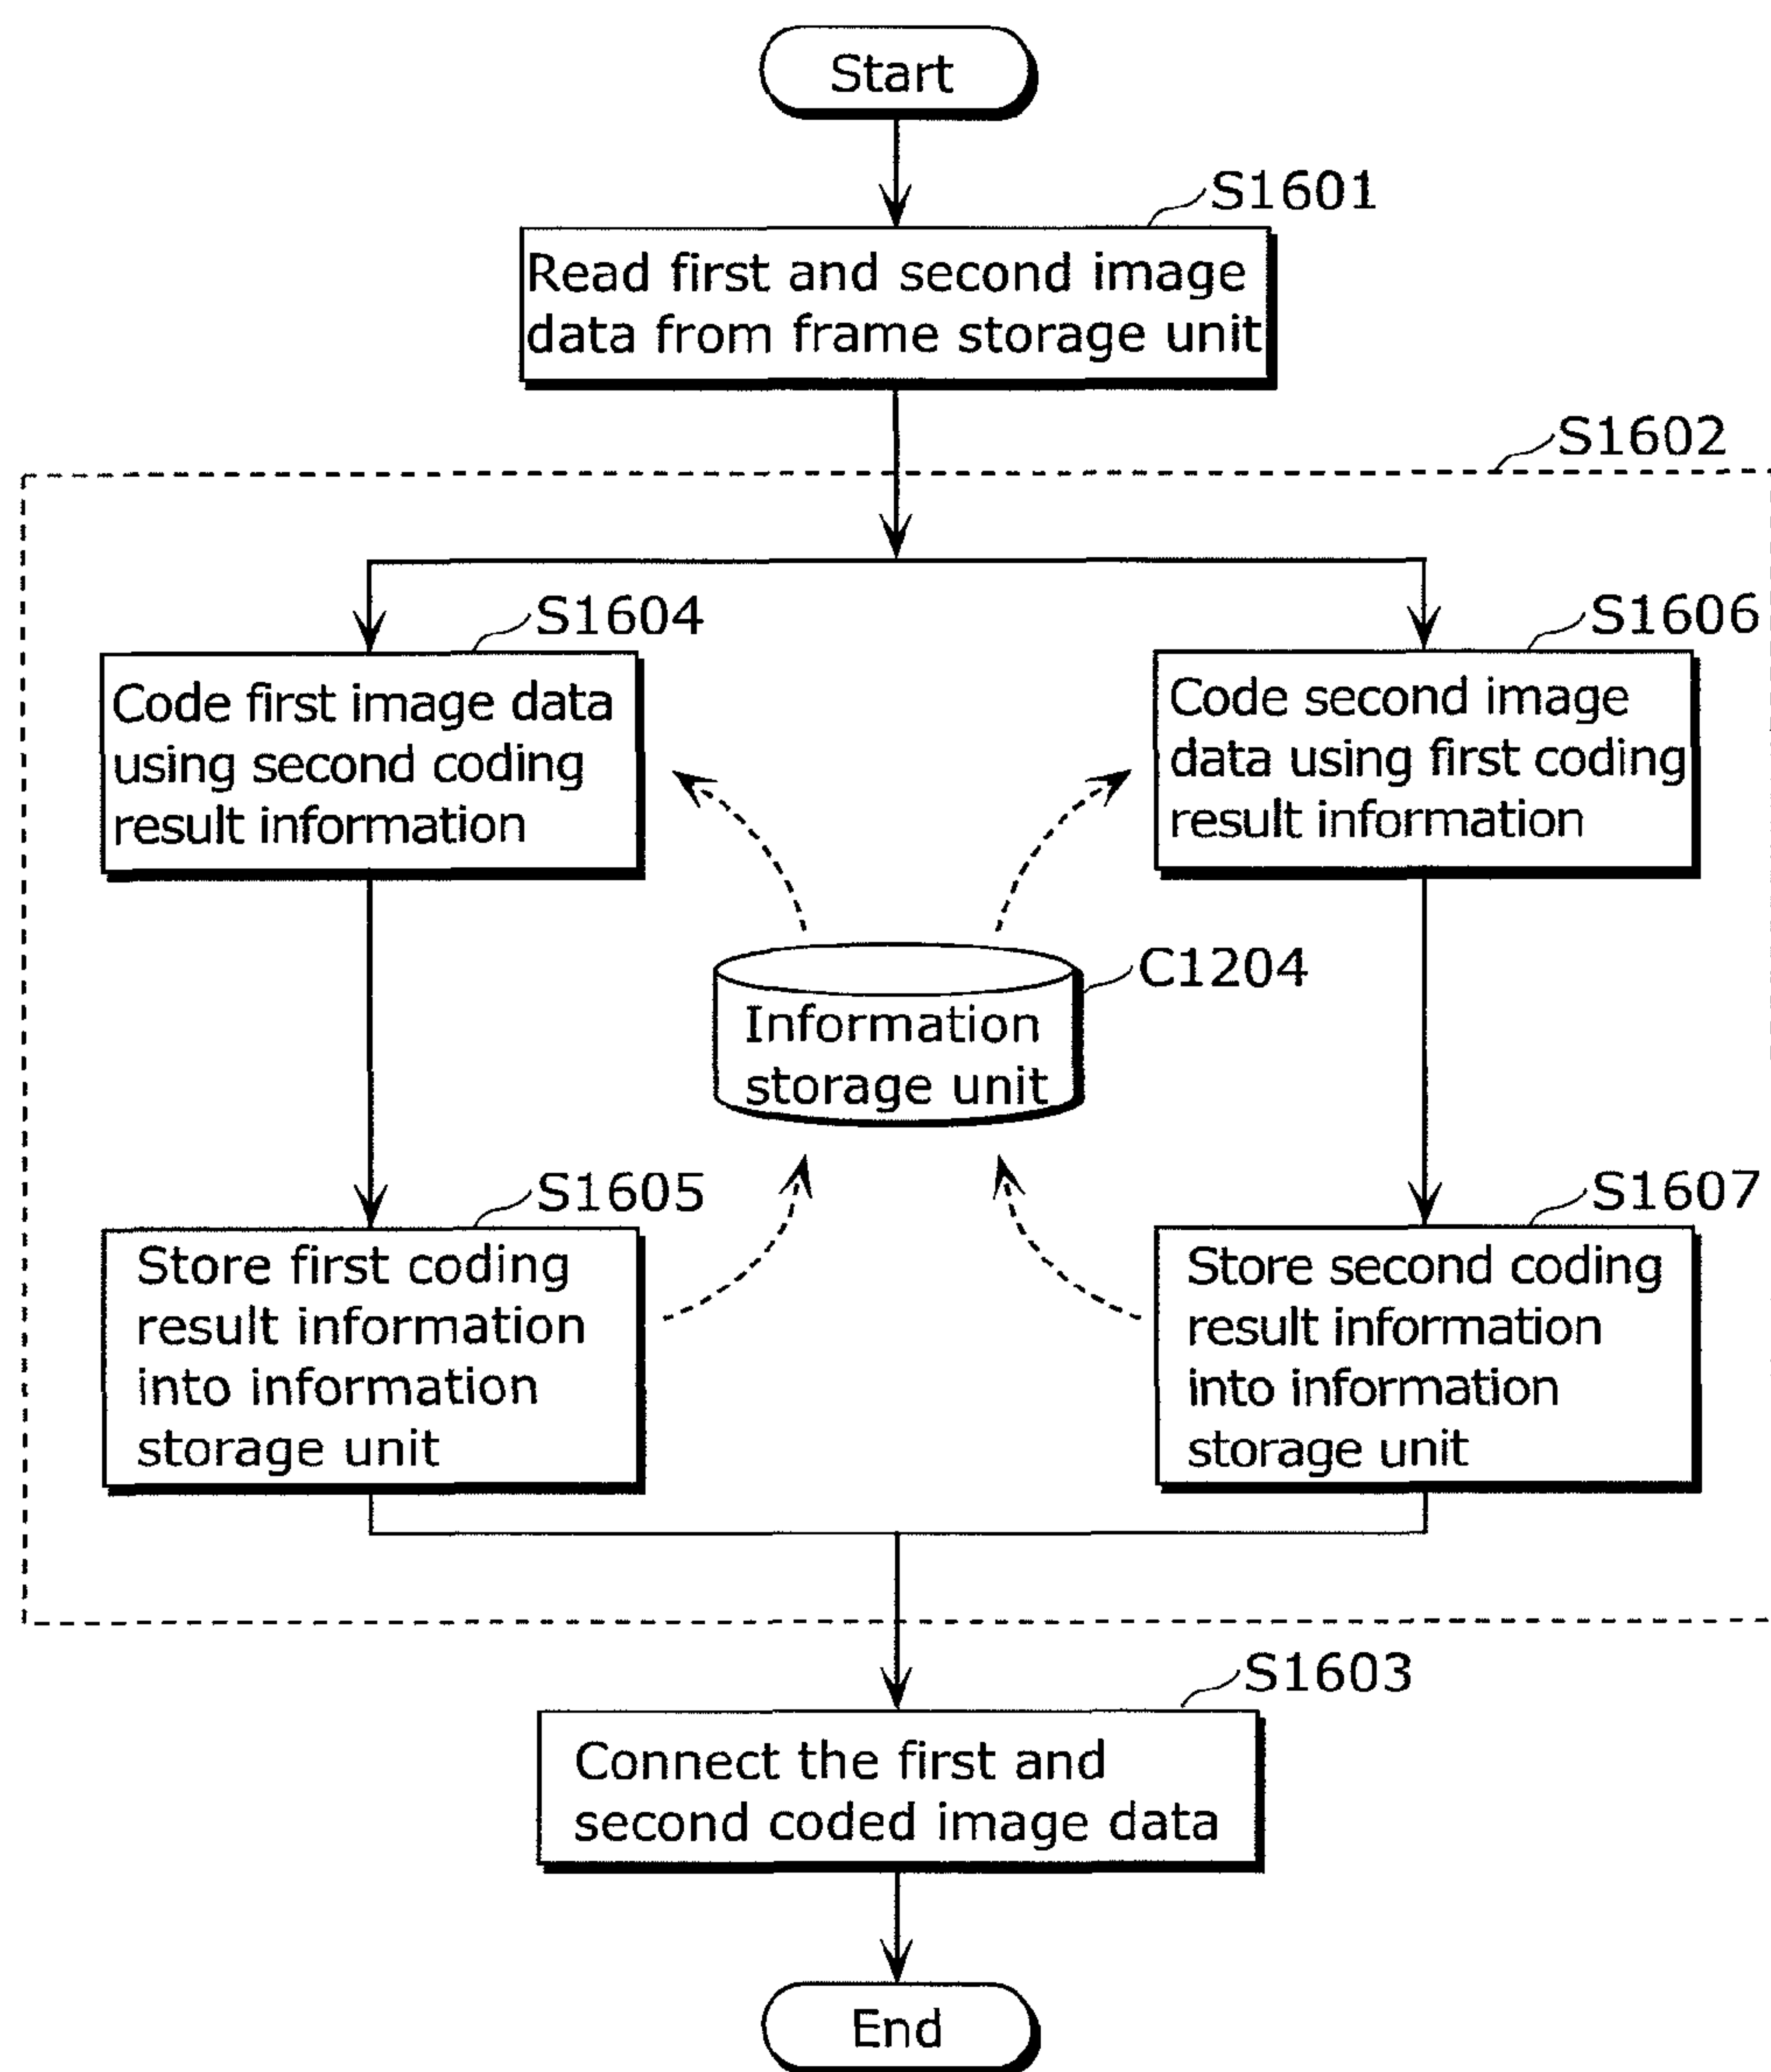 Start
S1601
Read first and second image
data from frame storage unit
S1602
S1604
Code first image data
using second coding
result information
S1606
Code second image
data using first coding
result information
C1204
Information
storage unit
S1605
Store first coding
result information
into information
storage unit
S1607
Store second coding
result information
into information
storage unit
S1603
Connect the first and
second coded image data
End